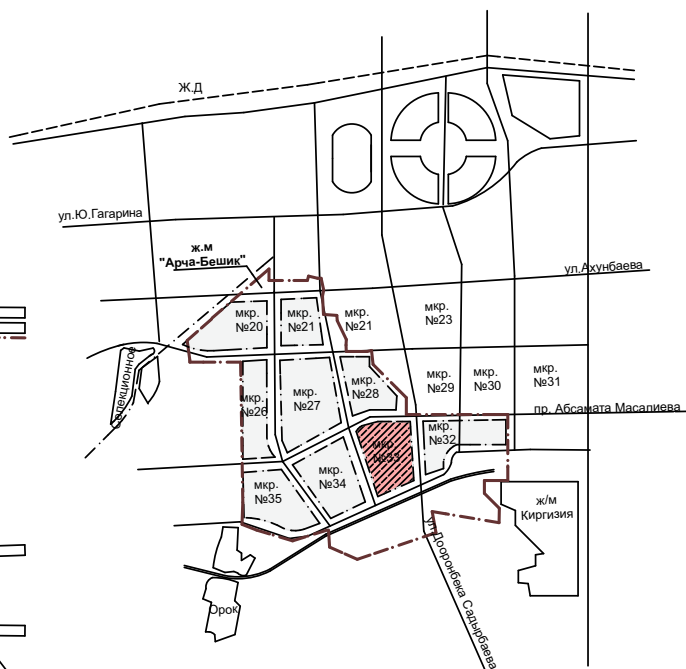 Ж.Д
ул.Ю.Гагарина
ж.м
"Арча-Бешик"
ул.Ахунбаева
мкр.
№20
мкр.
№21
мкр.
№21
мкр.
№23
Селекционное
мкр.
№26
мкр.
№27
мкр.
№28
мкр.
№29
мкр.
№30
мкр.
№31
пр. Абсамата Масалиева
мкр.
№32
мкр.
№33
мкр.
№34
мкр.
№35
ж/м
Киргизия
ул.Дооронбека Садырбаева
Орок